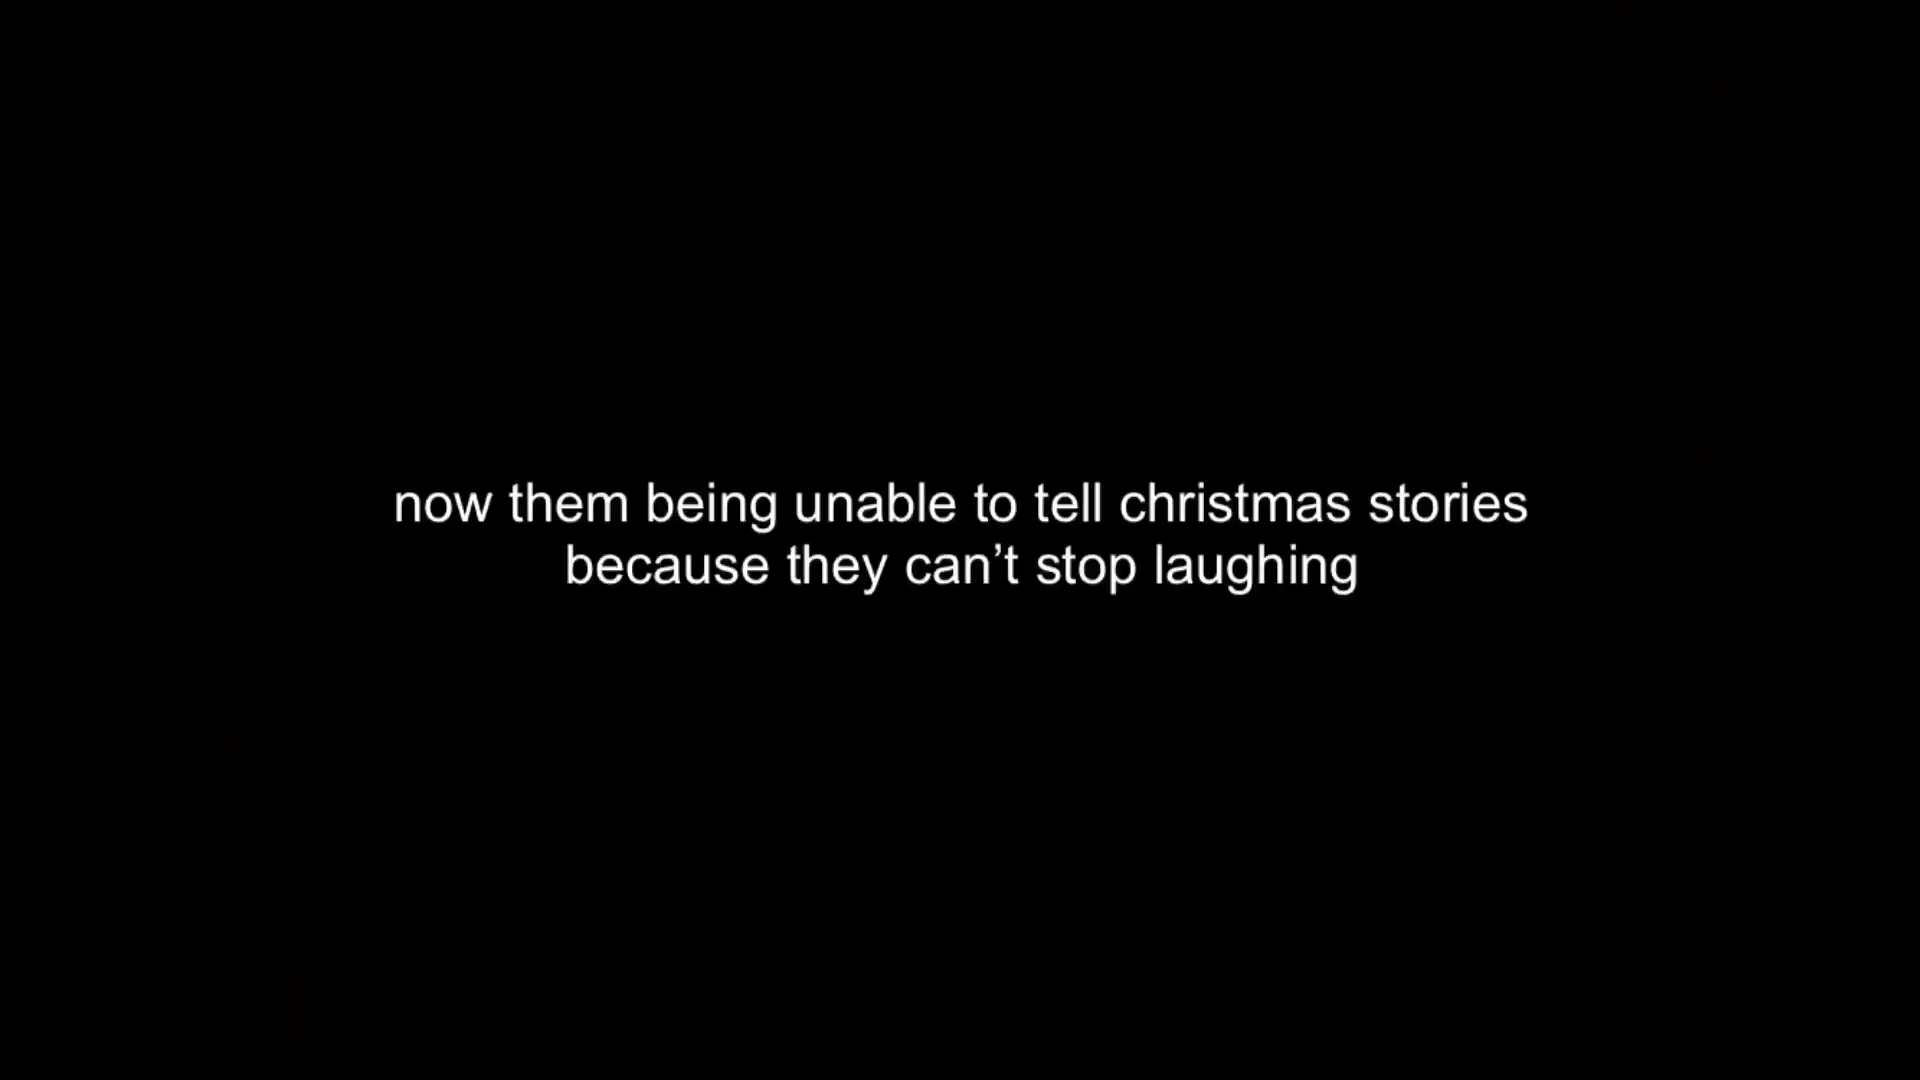 now them being unable to tell christmas stories
because they can’t stop laughing